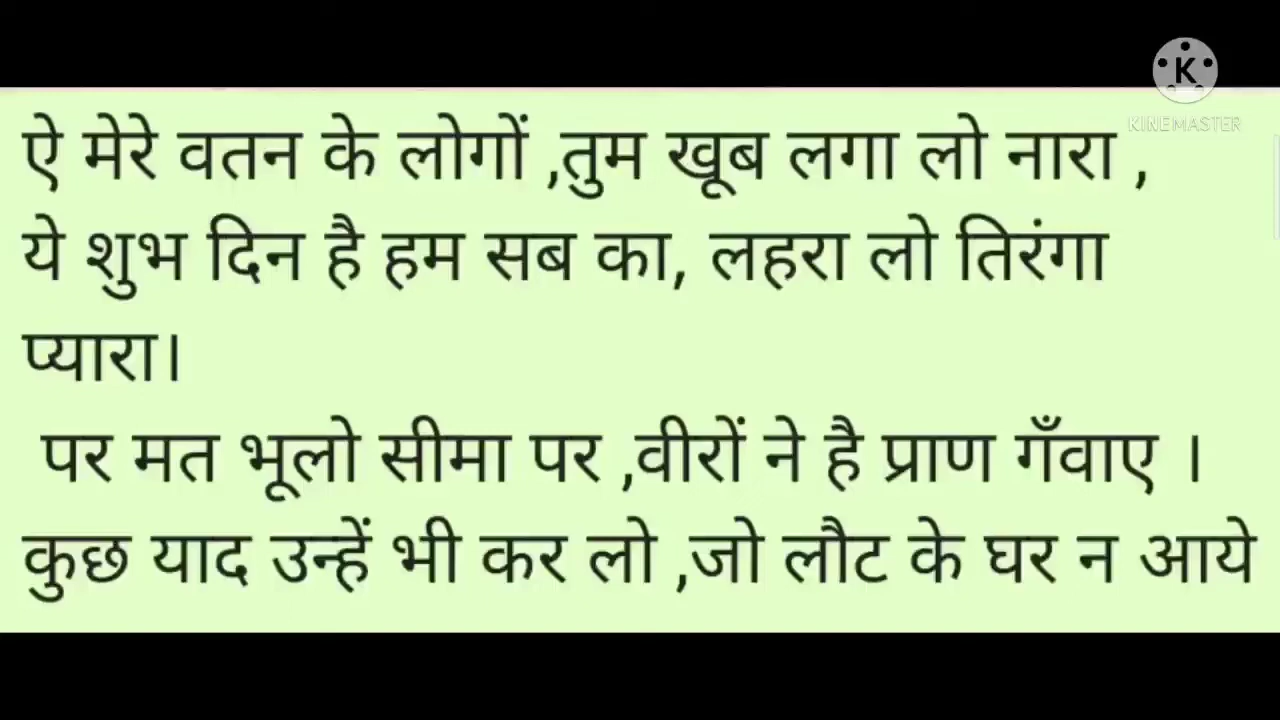 KINEMASTER
ऐ मेरे वतन के लोगों ,तुम खूब लगा लो नारा ,
ये शुभ दिन है हम सब का, लहरा लो तिरंगा
प्यारा।
पर मत भूलो सीमा पर ,वीरों ने है प्राण गँवाए ।
कुछ याद उन्हें भी कर लो ,जो लौट के घर न आये